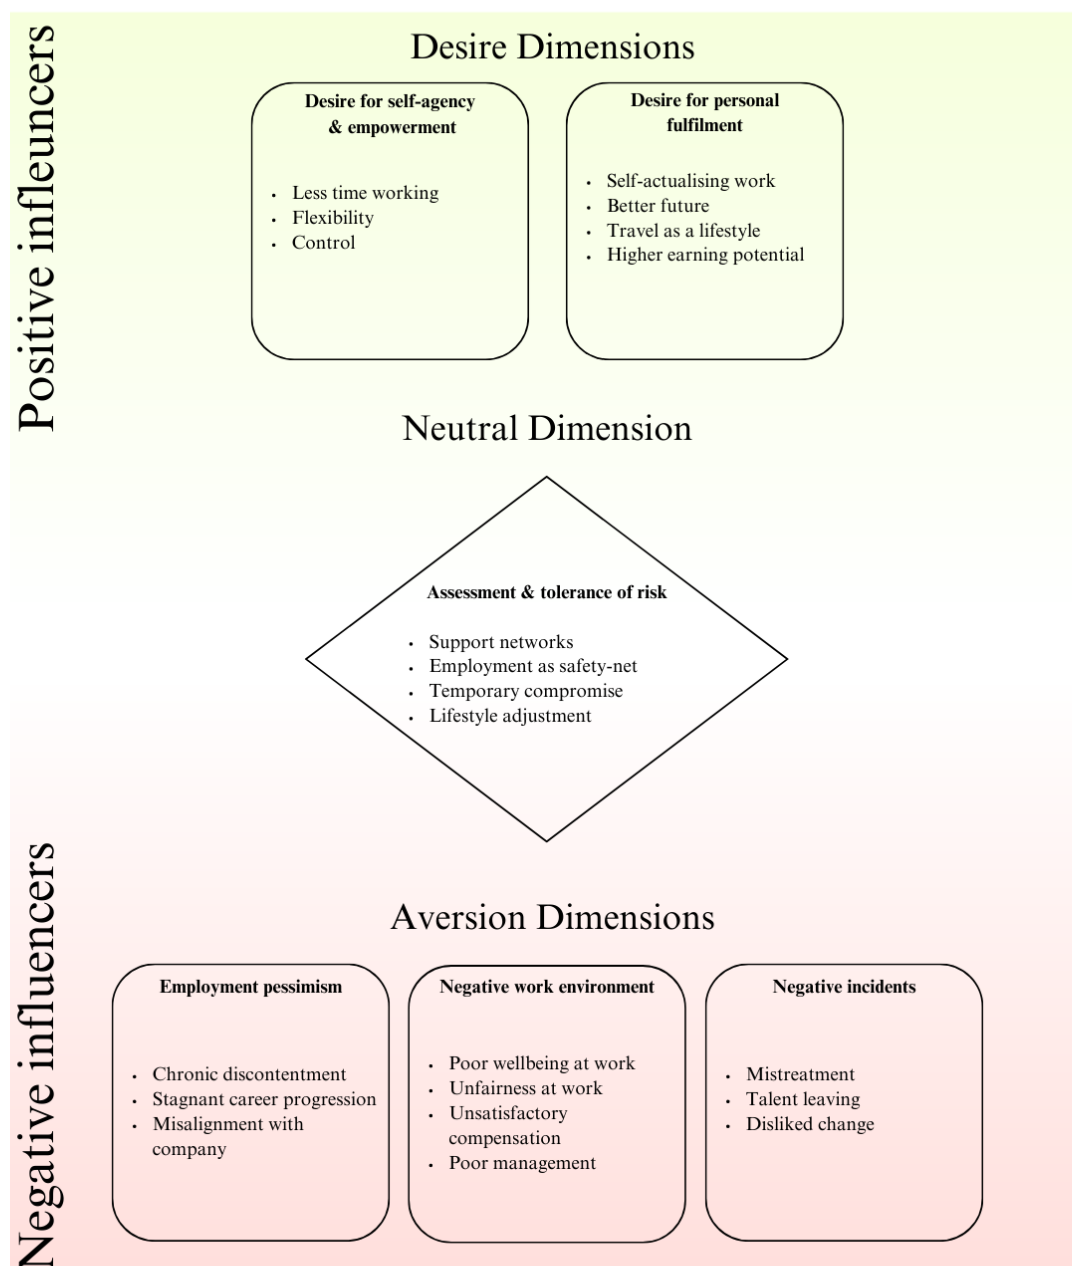 Positive infleuncers
Desire Dimensions
Desire for self-agency
& empowerment
• Less time working
• Flexibility
• Control
Desire for personal
fulfilment
• Self-actualising work
• Better future
• Travel as a lifestyle
• Higher earning potential
Neutral Dimension
Assessment & tolerance of risk
• Support networks
• Employment as safety-net
• Temporary compromise
• Lifestyle adjustment
Negative influencers
Aversion Dimensions
Employment pessimism
• Chronic discontentment
• Stagnant career progression
• Misalignment with
company
Negative work environment
• Poor wellbeing at work
• Unfairness at work
• Unsatisfactory
compensation
• Poor management
Negative incidents
• Mistreatment
• Talent leaving
• Disliked change